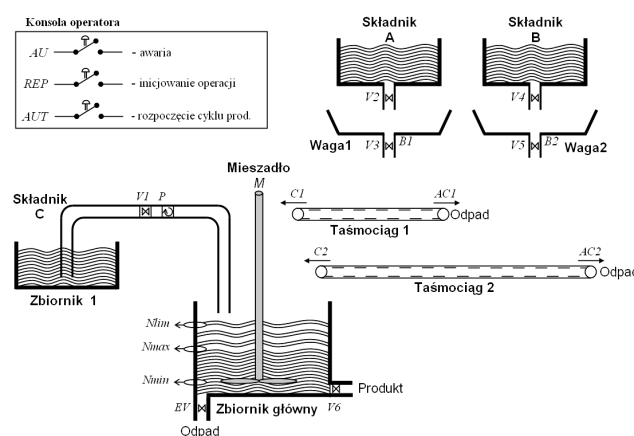 Konsola operatora
AU - awaria
REP - inicjowanie operacji
AUT - rozpoczęcie cyklu prod.
Składnik
A
Składnik
B
V2
V4
Waga1
V3
B1
V5
B2
Waga2
Mieszadło
M
Składnik
C
V1
P
C1
AC1
Odpad
Taśmociąg 1
C2
AC2
Odpad
Taśmociąg 2
Zbiornik 1
Nlim
Nmax
Nmin
Produkt
EV
Zbiornik główny
V6
Odpad